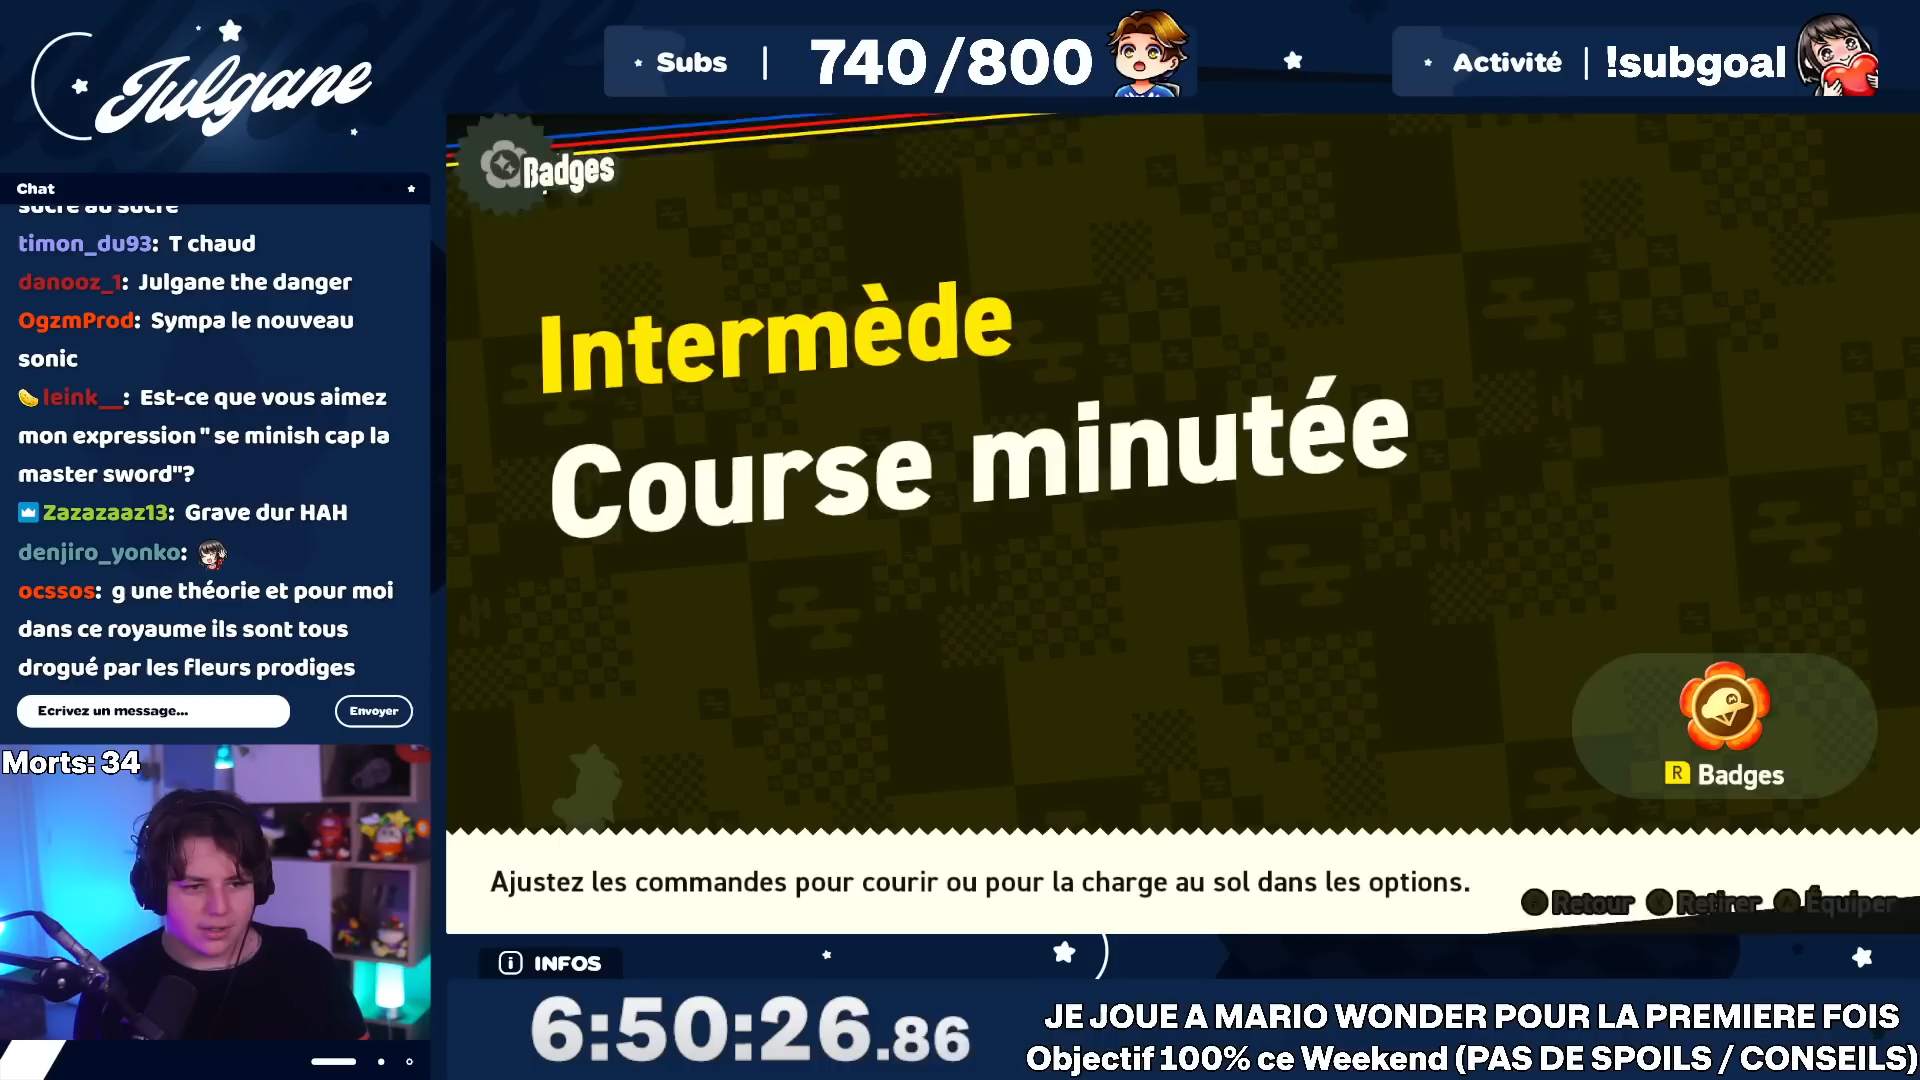 Julgane
Subs | 740/800
Activité | !subgoal
Chat
sucre au sucre
timon_du93: T chaud
danooz_1: Julgane the danger
OgzmProd: Sympa le nouveau
sonic
leink__: Est-ce que vous aimez
mon expression " se minish cap la
master sword"?
Zazazaaz13: Grave dur HAH
denjiro_yonko:
ocssos: g une théorie et pour moi
dans ce royaume ils sont tous
drogué par les fleurs prodiges
Ecrivez un message...
Envoyer
Morts: 34
Badges
Intermède
Course minutée
R Badges
Ajustez les commandes pour courir ou pour la charge au sol dans les options.
Retour Y Retirer A Équiper
INFOS
6:50:26.86
JE JOUE A MARIO WONDER POUR LA PREMIERE FOIS
Objectif 100% ce Weekend (PAS DE SPOILS / CONSEILS)